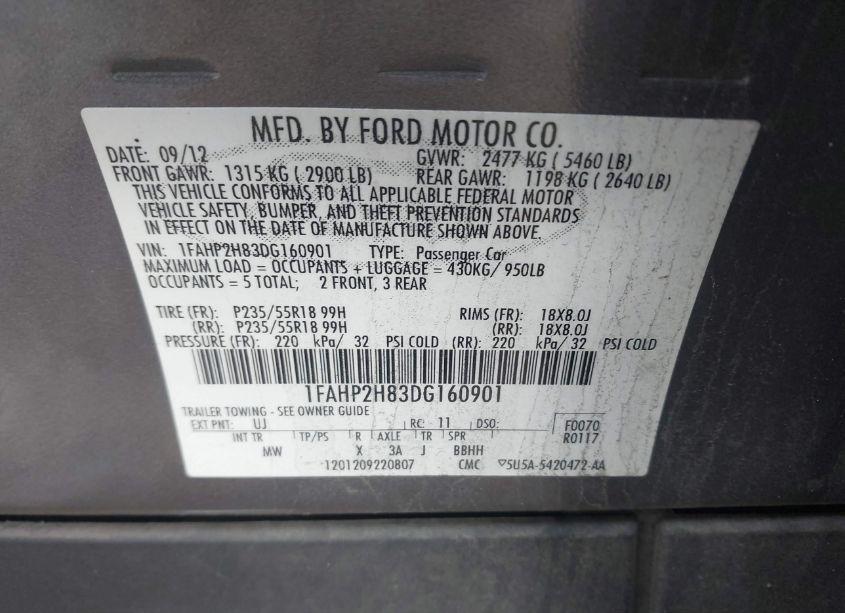 MFD. BY FORD MOTOR CO.
DATE: 09/12 GVWR: 2477 KG ( 5460 LB)
FRONT GAWR: 1315 KG ( 2900 LB) REAR GAWR: 1198 KG ( 2640 LB)
THIS VEHICLE CONFORMS TO ALL APPLICABLE FEDERAL MOTOR
VEHICLE SAFETY, BUMPER, AND THEFT PREVENTION STANDARDS
IN EFFECT ON THE DATE OF MANUFACTURE SHOWN ABOVE.
VIN: 1FAHP2H83DG160901 TYPE: Passenger Car
MAXIMUM LOAD = OCCUPANTS + LUGGAGE = 430KG/ 950LB
OCCUPANTS = 5 TOTAL; 2 FRONT, 3 REAR
TIRE (FR): P235/55R18 99H RIMS (FR): 18X8.0J
(RR): P235/55R18 99H (RR): 18X8.0J
PRESSURE (FR): 220 kPa/ 32 PSI COLD (RR): 220 kPa/ 32 PSI COLD
1FAHP2H83DG160901
TRAILER TOWING - SEE OWNER GUIDE
EXT PNT: UJ RC: 11 DSO: F0070
INT TR TP/PS R AXLE TR SPR R0117
MW X 3A J BBHH
1201209220807 CMC ▽5U5A-5420472-AA